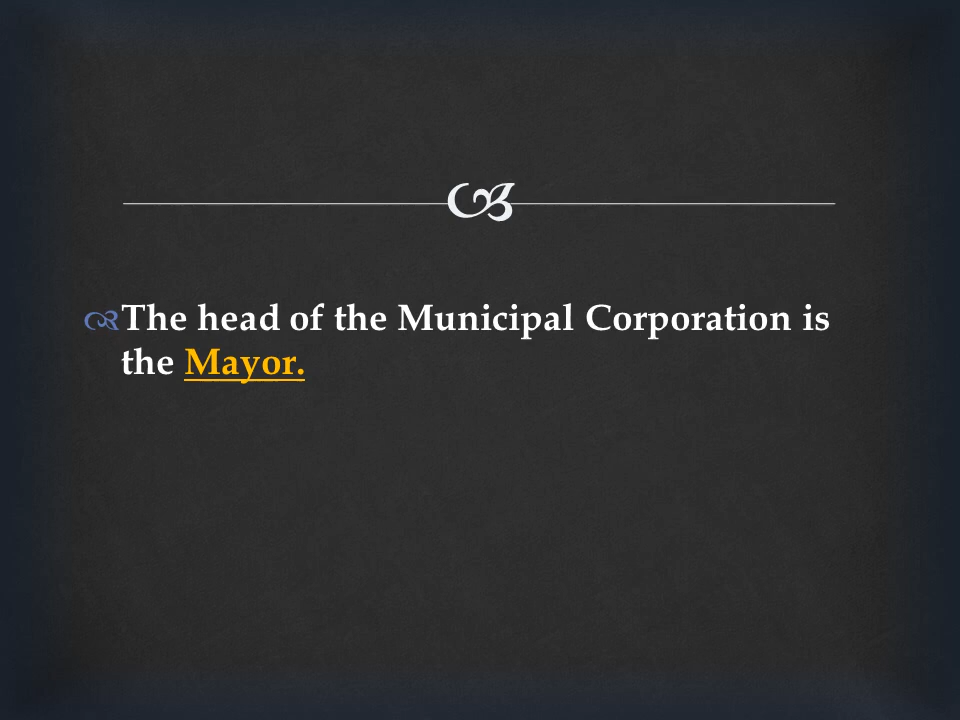 The head of the Municipal Corporation is
the Mayor.